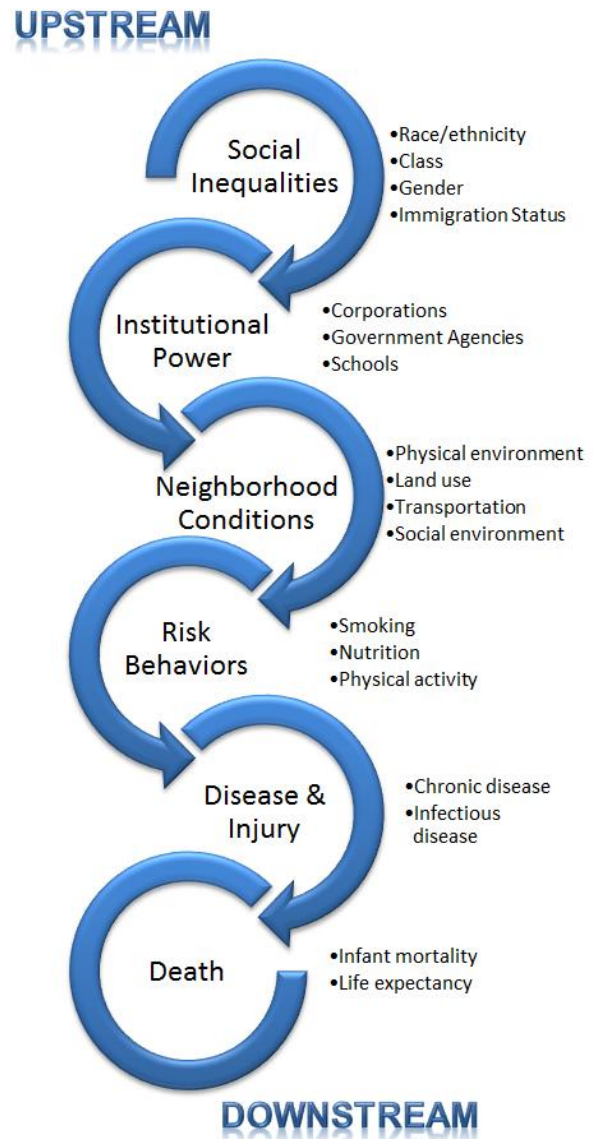 UPSTREAM
Social
Inequalities
•Race/ethnicity
•Class
•Gender
•Immigration Status
Institutional
Power
•Corporations
•Government Agencies
•Schools
Neighborhood
Conditions
•Physical environment
•Land use
•Transportation
•Social environment
Risk
Behaviors
•Smoking
•Nutrition
•Physical activity
Disease &
Injury
•Chronic disease
•Infectious
disease
Death
•Infant mortality
•Life expectancy
DOWNSTREAM